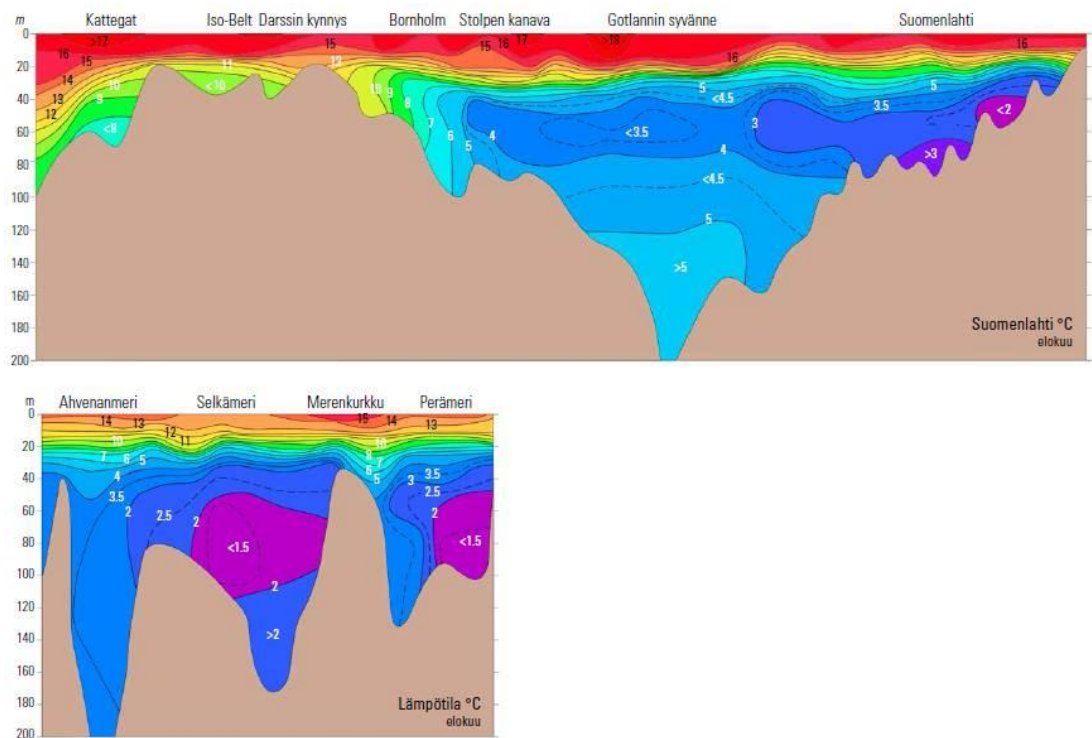 m Kattegat Iso-Belt Darssin kynnys Bornholm Stolpen kanava Gotlannin syvänne Suomenlahti
0 >17 15 15 16 17 >18 16 16
16 15
20 11 13
14 10 <10 10 9 5 5
40 13 9 8 <4.5 3.5 <2
12
60 <8 7 6 4 <3.5 3
5
80 4 >3
<4.5
100
5
120
140 >5
160
180 Suomenlahti °C
elokuu
200
m Ahvenanmeri Selkämeri Merenkurkku Perämeri
0 14 13 15 14 13
12
20 10 11 10
7 6 5 8 7
40 4 6 5 3 3.5
3.5 2.5
60 2 2.5 2 2
80 <1.5 <1.5
100 2
120
140 >2
160
180 Lämpötila °C
elokuu
200